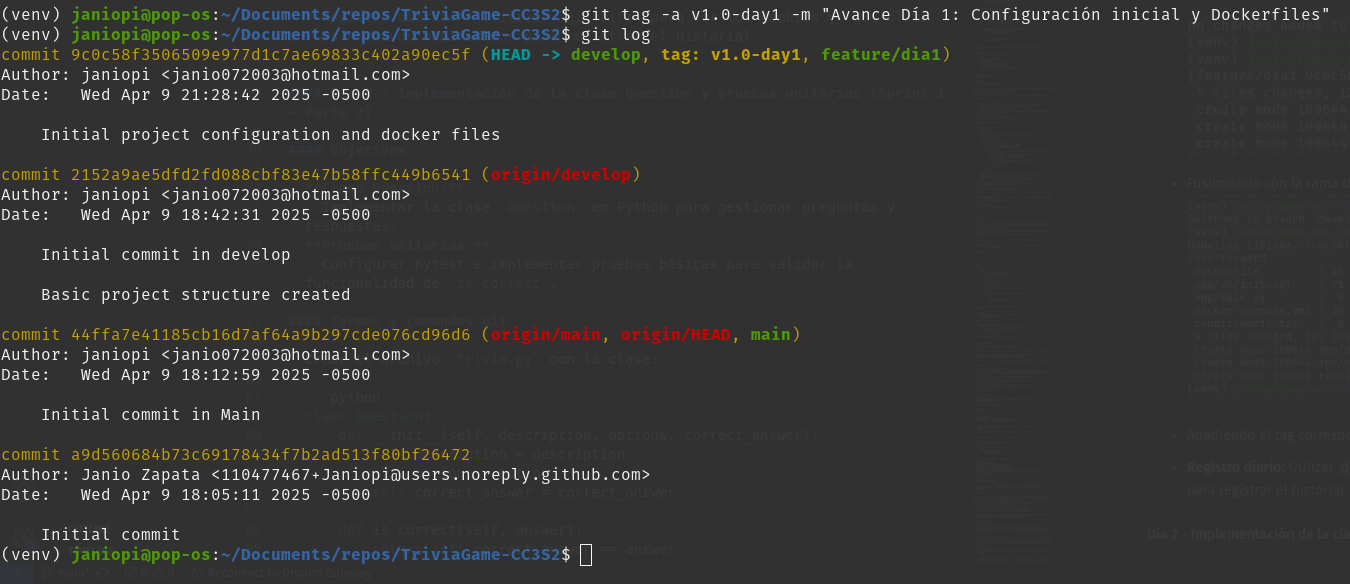 (venv) janiopi@pop-os:~/Documents/repos/TriviaGame-CC3S2$ git tag -a v1.0-day1 -m "Avance Día 1: Configuración inicial y Dockerfiles"
(venv) janiopi@pop-os:~/Documents/repos/TriviaGame-CC3S2$ git log
commit 9c0c58f3506509e977d1c7ae69833c402a90ec5f (HEAD -> develop, tag: v1.0-day1, feature/dia1)
Author: janiopi <janio072003@hotmail.com>
Date:   Wed Apr 9 21:28:42 2025 -0500

    Initial project configuration and docker files

commit 2152a9ae5dfd2fd088cbf83e47b58ffc449b6541 (origin/develop)
Author: janiopi <janio072003@hotmail.com>
Date:   Wed Apr 9 18:42:31 2025 -0500

    Initial commit in develop

    Basic project structure created

commit 44ffa7e41185cb16d7af64a9b297cde076cd96d6 (origin/main, origin/HEAD, main)
Author: janiopi <janio072003@hotmail.com>
Date:   Wed Apr 9 18:12:59 2025 -0500

    Initial commit in Main

commit a9d560684b73c69178434f7b2ad513f80bf26472
Author: Janio Zapata <110477467+Janiopi@users.noreply.github.com>
Date:   Wed Apr 9 18:05:11 2025 -0500

    Initial commit
(venv) janiopi@pop-os:~/Documents/repos/TriviaGame-CC3S2$